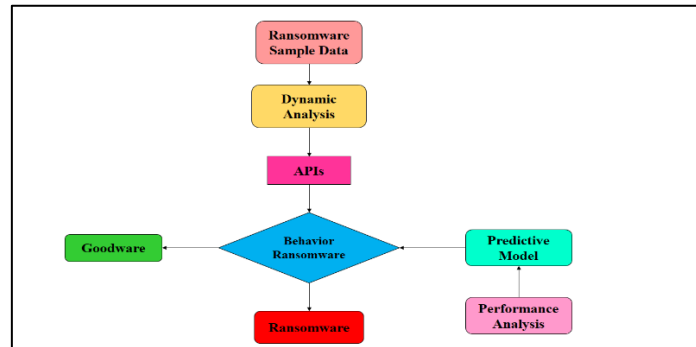 Ransomware
Sample Data
Dynamic
Analysis
APIs
Behavior
Ransomware
Goodware
Predictive
Model
Ransomware
Performance
Analysis